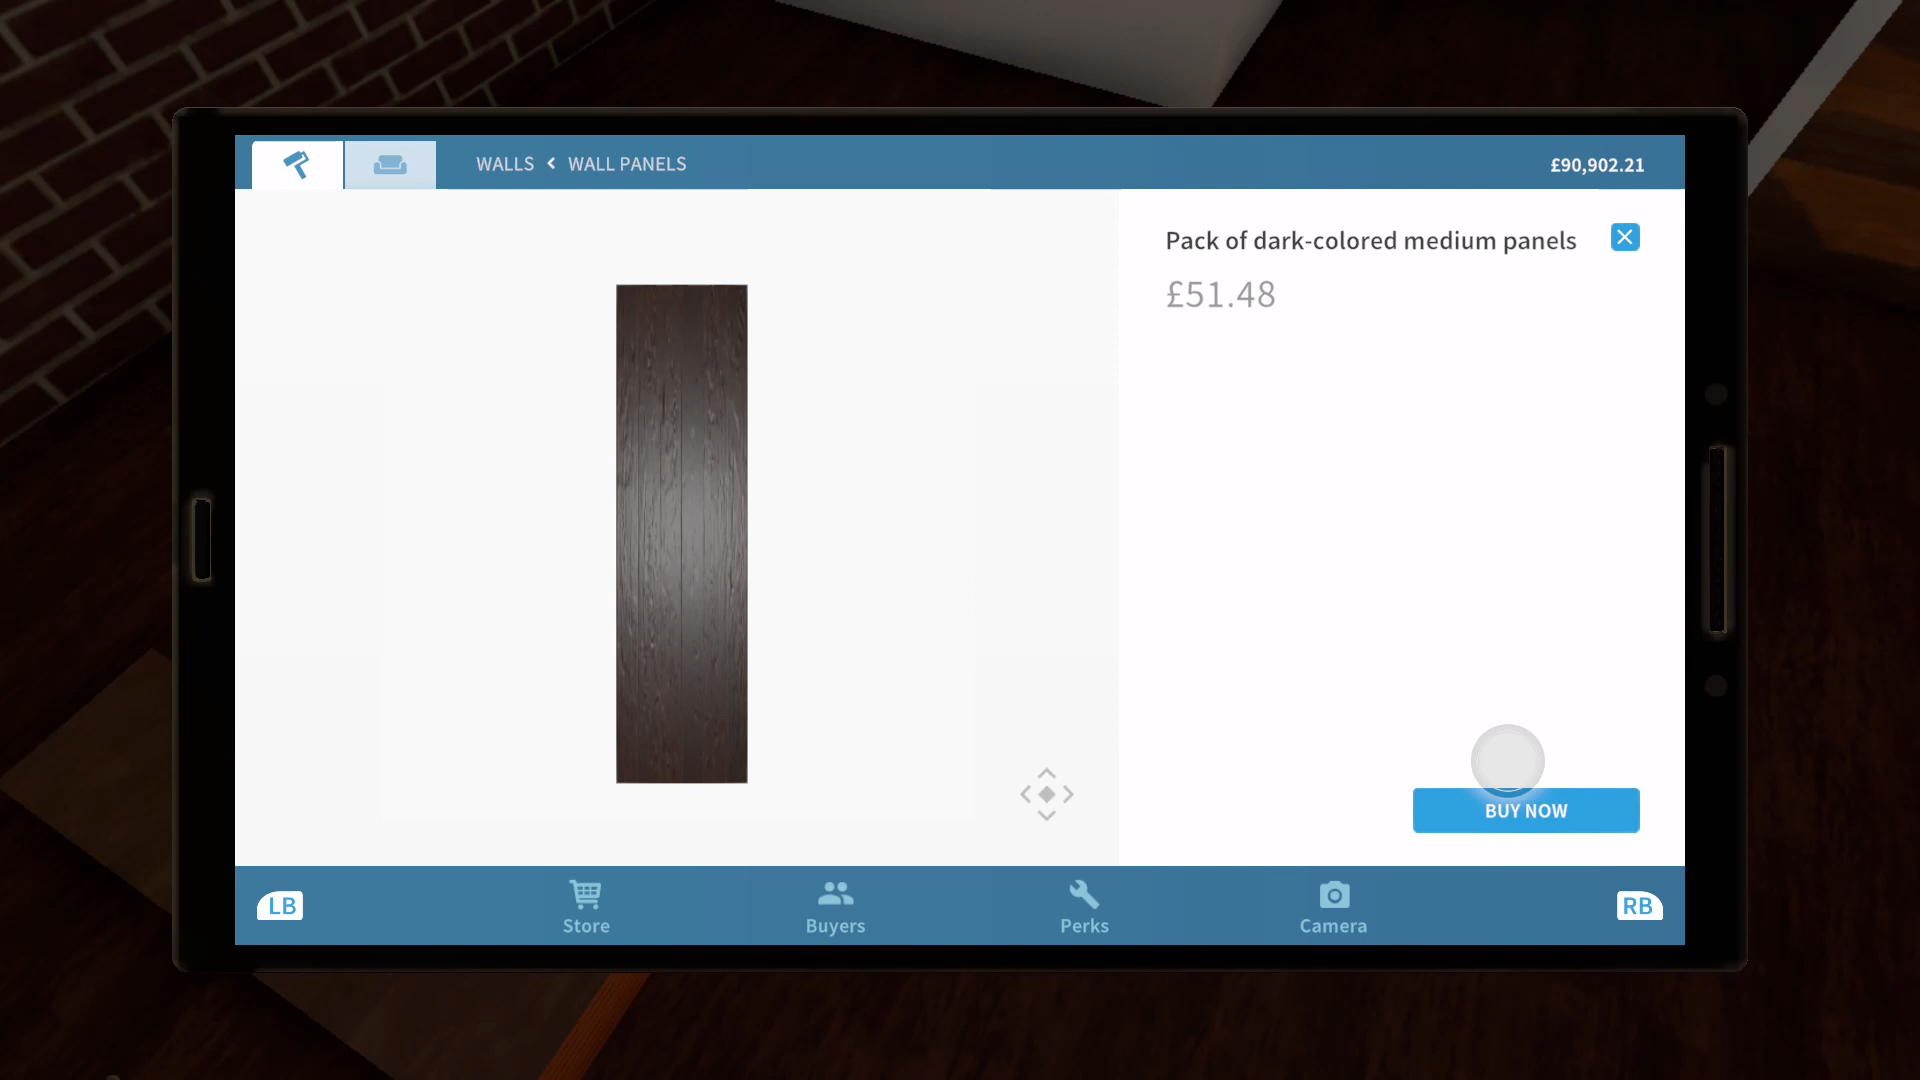 WALLS < WALL PANELS
£90,902.21
Pack of dark-colored medium panels
£51.48
BUY NOW
LB
Store
Buyers
Perks
Camera
RB